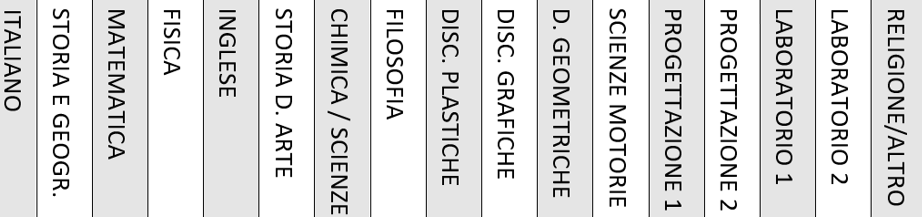 ITALIANO
STORIA E GEOGR.
MATEMATICA
FISICA
INGLESE
STORIA D. ARTE
CHIMICA / SCIENZE
FILOSOFIA
DISC. PLASTICHE
DISC. GRAFICHE
D. GEOMETRICHE
SCIENZE MOTORIE
PROGETTAZIONE 1
PROGETTAZIONE 2
LABORATORIO 1
LABORATORIO 2
RELIGIONE/ALTRO